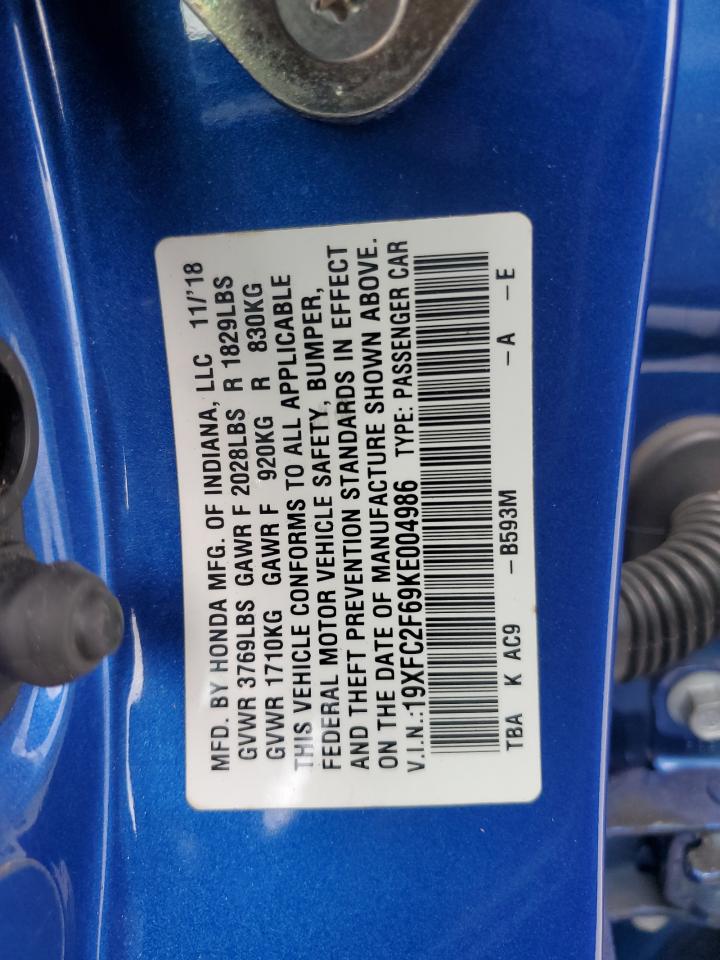 MFD. BY HONDA MFG. OF INDIANA, LLC 11/'18
GVWR 3769LBS GAWR F 2028LBS R 1829LBS
GVWR 1710KG GAWR F 920KG R 830KG
THIS VEHICLE CONFORMS TO ALL APPLICABLE
FEDERAL MOTOR VEHICLE SAFETY, BUMPER,
AND THEFT PREVENTION STANDARDS IN EFFECT
ON THE DATE OF MANUFACTURE SHOWN ABOVE.
V.I.N.:19XFC2F69KE004986 TYPE: PASSENGER CAR
TBA K AC9 -B593M -A -E